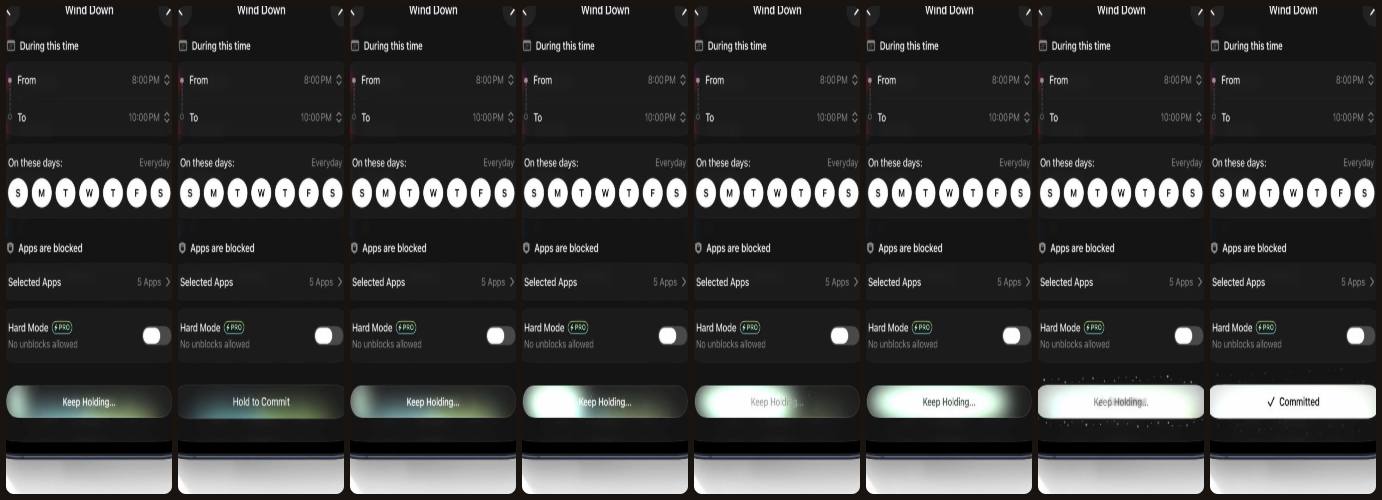 Wind Down
During this time
From 8:00 PM
To 10:00 PM
On these days: Everyday
S M T W T F S
Apps are blocked
Selected Apps 5 Apps
Hard Mode PRO
No unblocks allowed
Keep Holding...
Wind Down
During this time
From 8:00 PM
To 10:00 PM
On these days: Everyday
S M T W T F S
Apps are blocked
Selected Apps 5 Apps
Hard Mode PRO
No unblocks allowed
Hold to Commit
Wind Down
During this time
From 8:00 PM
To 10:00 PM
On these days: Everyday
S M T W T F S
Apps are blocked
Selected Apps 5 Apps
Hard Mode PRO
No unblocks allowed
Keep Holding...
Wind Down
During this time
From 8:00 PM
To 10:00 PM
On these days: Everyday
S M T W T F S
Apps are blocked
Selected Apps 5 Apps
Hard Mode PRO
No unblocks allowed
Keep Holding...
Wind Down
During this time
From 8:00 PM
To 10:00 PM
On these days: Everyday
S M T W T F S
Apps are blocked
Selected Apps 5 Apps
Hard Mode PRO
No unblocks allowed
Keep Holding...
Wind Down
During this time
From 8:00 PM
To 10:00 PM
On these days: Everyday
S M T W T F S
Apps are blocked
Selected Apps 5 Apps
Hard Mode PRO
No unblocks allowed
Keep Holding...
Wind Down
During this time
From 8:00 PM
To 10:00 PM
On these days: Everyday
S M T W T F S
Apps are blocked
Selected Apps 5 Apps
Hard Mode PRO
No unblocks allowed
Keep Holding...
Wind Down
During this time
From 8:00 PM
To 10:00 PM
On these days: Everyday
S M T W T F S
Apps are blocked
Selected Apps 5 Apps
Hard Mode PRO
No unblocks allowed
✓ Committed